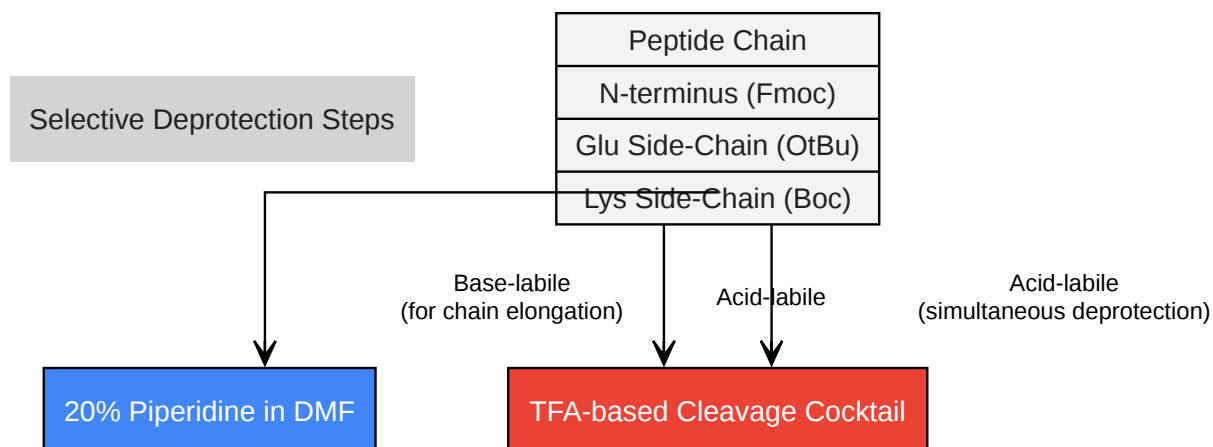 Peptide Chain
N-terminus (Fmoc)
Selective Deprotection Steps
Glu Side-Chain (OtBu)
Lys Side-Chain (Boc)
Base-labile
(for chain elongation)
Acid-labile
Acid-labile
(simultaneous deprotection)
20% Piperidine in DMF
TFA-based Cleavage Cocktail